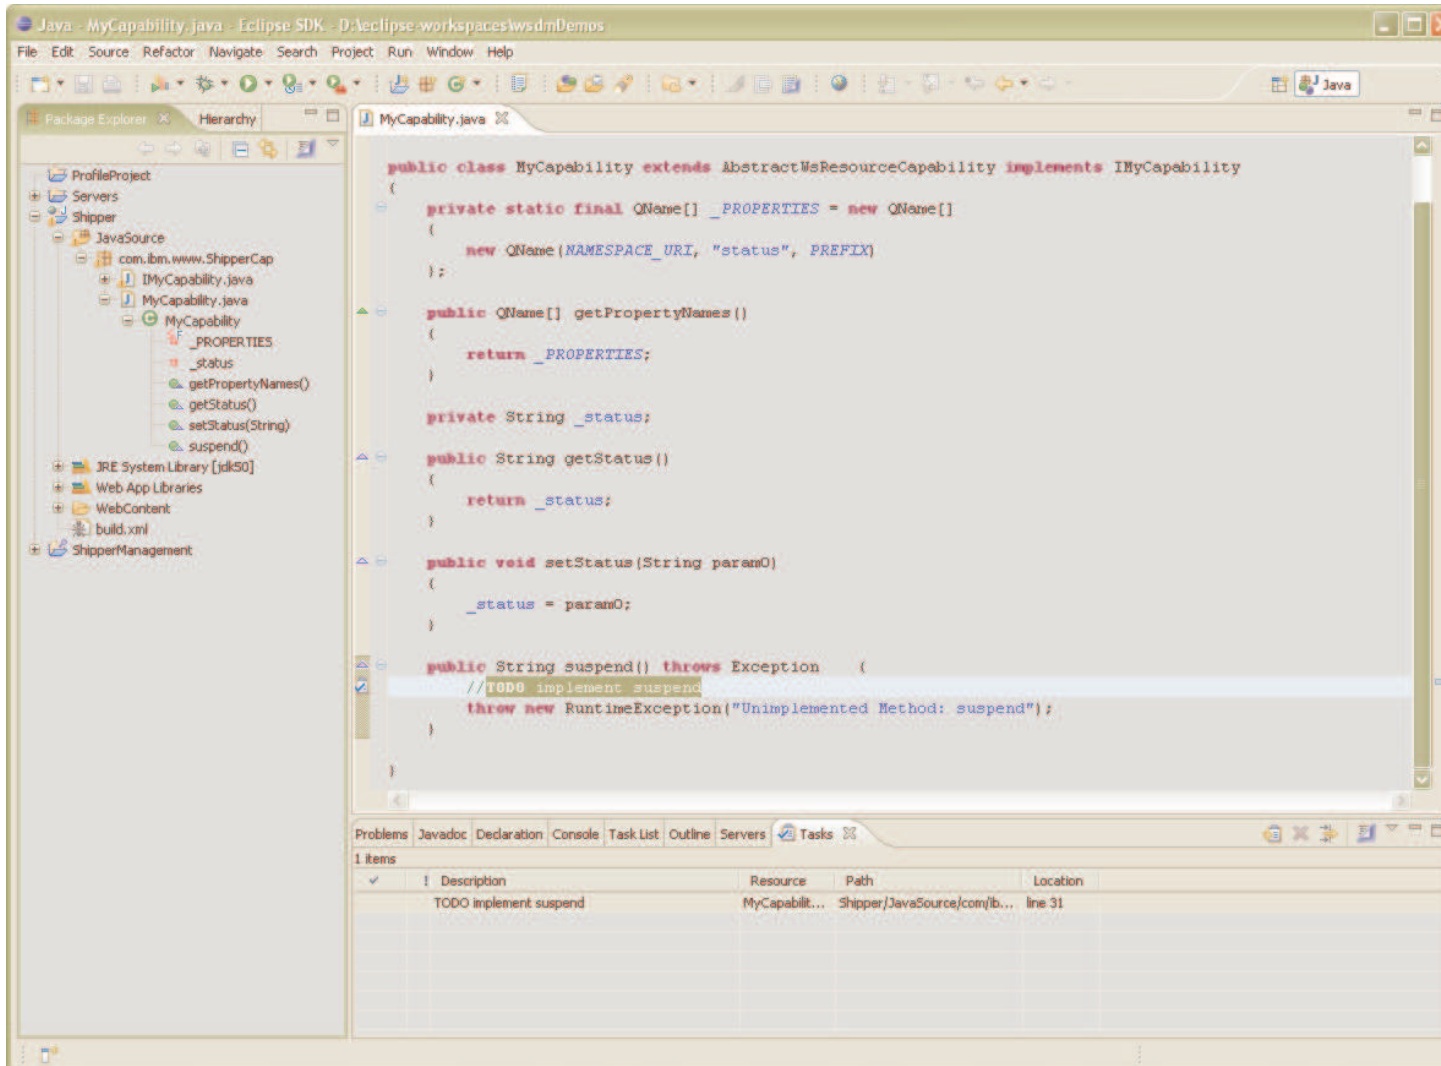 Java - MyCapability.java - Eclipse SDK - D:\eclipse-workspaces\wsdmDemos
File Edit Source Refactor Navigate Search Project Run Window Help
Java
Package Explorer
Hierarchy
MyCapability.java
ProfileProject
Servers
Shipper
JavaSource
com.ibm.www.ShipperCap
IMyCapability.java
MyCapability.java
MyCapability
_PROPERTIES
_status
getPropertyNames()
getStatus()
setStatus(String)
suspend()
JRE System Library [jdk50]
Web App Libraries
WebContent
build.xml
ShipperManagement
public class MyCapability extends AbstractWsResourceCapability implements IMyCapability
{
private static final QName[] _PROPERTIES = new QName[]
{
new QName(NAMESPACE_URI, "status", PREFIX)
};
public QName[] getPropertyNames()
{
return _PROPERTIES;
}
private String _status;
public String getStatus()
{
return _status;
}
public void setStatus(String param0)
{
_status = param0;
}
public String suspend() throws Exception {
//TODO implement suspend
throw new RuntimeException("Unimplemented Method: suspend");
}
}
Problems Javadoc Declaration Console Task List Outline Servers Tasks
1 items
! Description Resource Path Location
TODO implement suspend MyCapabilit... Shipper/JavaSource/com/ib... line 31